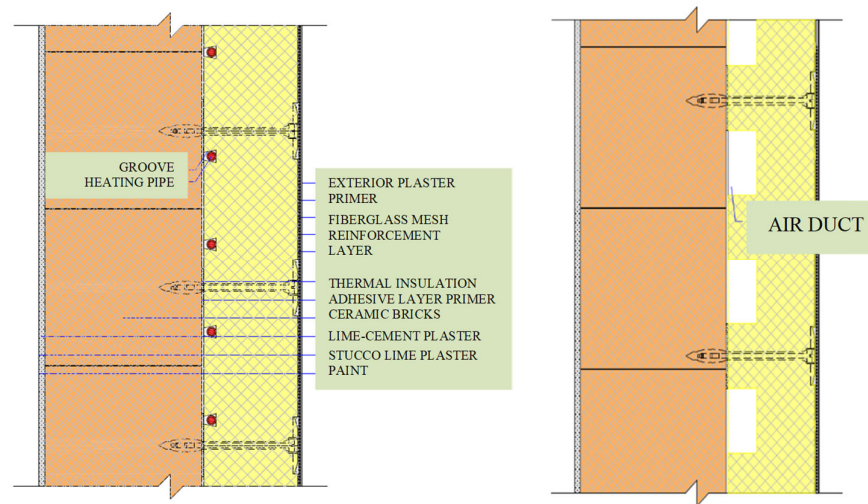 GROOVE
HEATING PIPE
EXTERIOR PLASTER
PRIMER
FIBERGLASS MESH
REINFORCEMENT
LAYER
THERMAL INSULATION
ADHESIVE LAYER PRIMER
CERAMIC BRICKS
LIME-CEMENT PLASTER
STUCCO LIME PLASTER
PAINT
AIR DUCT